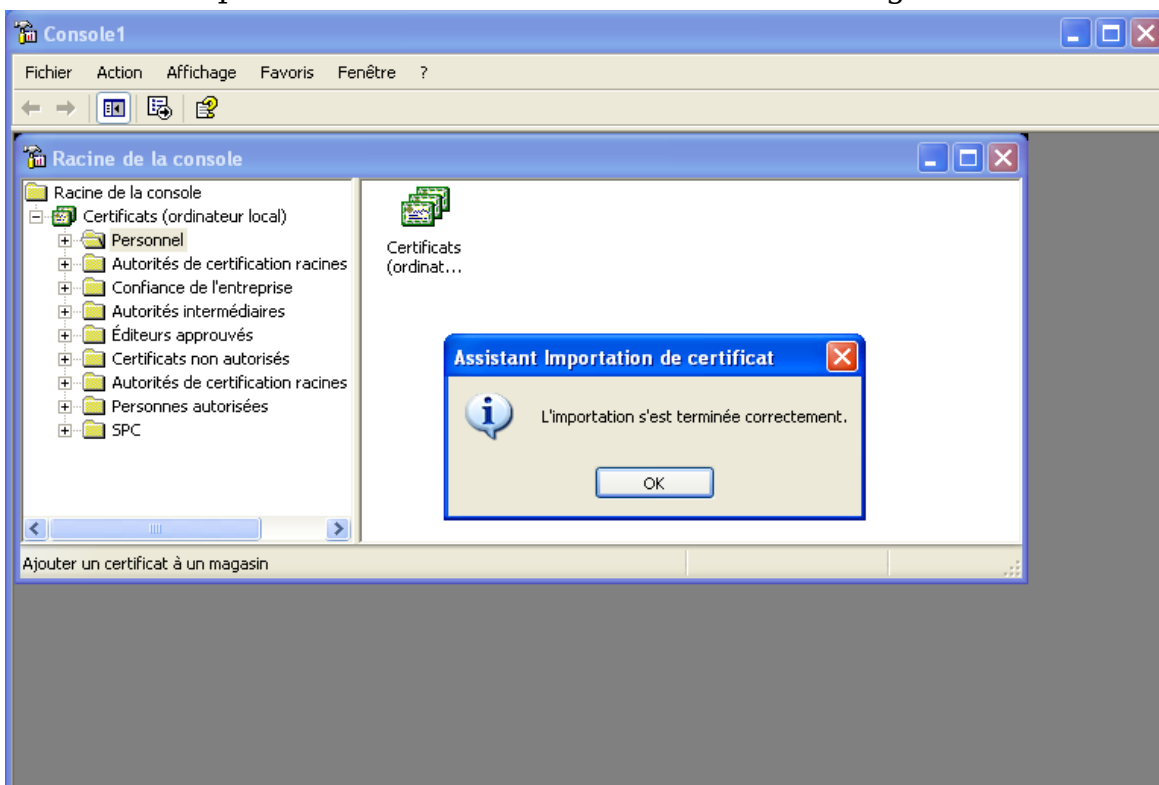 Console1
Fichier Action Affichage Favoris Fenêtre ?
Racine de la console
Racine de la console
Certificats (ordinateur local)
Personnel
Autorités de certification racines
Confiance de l'entreprise
Autorités intermédiaires
Éditeurs approuvés
Certificats non autorisés
Autorités de certification racines
Personnes autorisées
SPC
Certificats
(ordinat...
Assistant Importation de certificat
L'importation s'est terminée correctement.
OK
Ajouter un certificat à un magasin